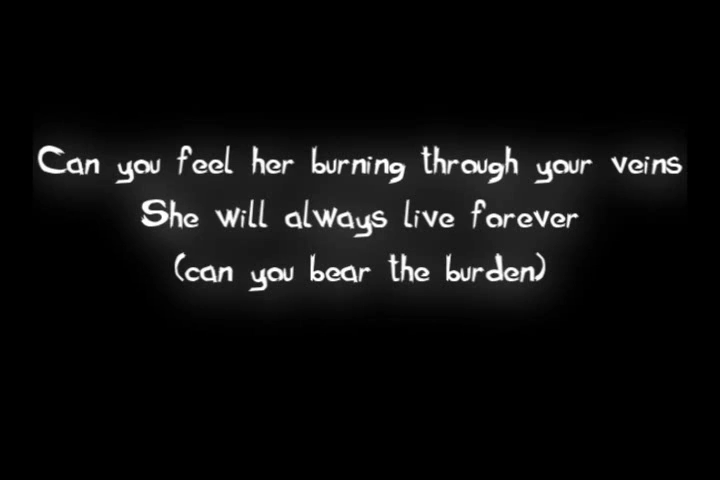 Can you feel her burning through your veins
She will always live forever
(can you bear the burden)